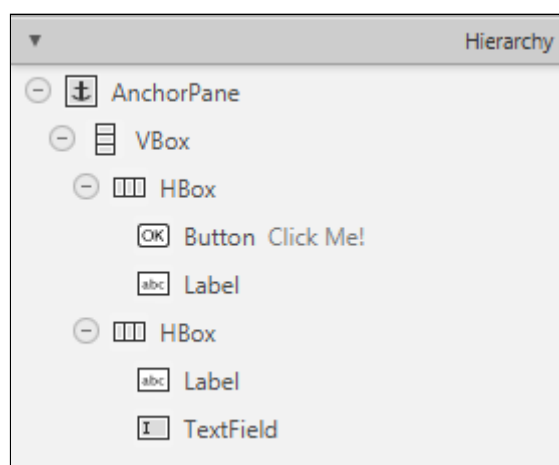 Hierarchy
AnchorPane
VBox
HBox
OK Button Click Me!
abc Label
HBox
abc Label
I TextField